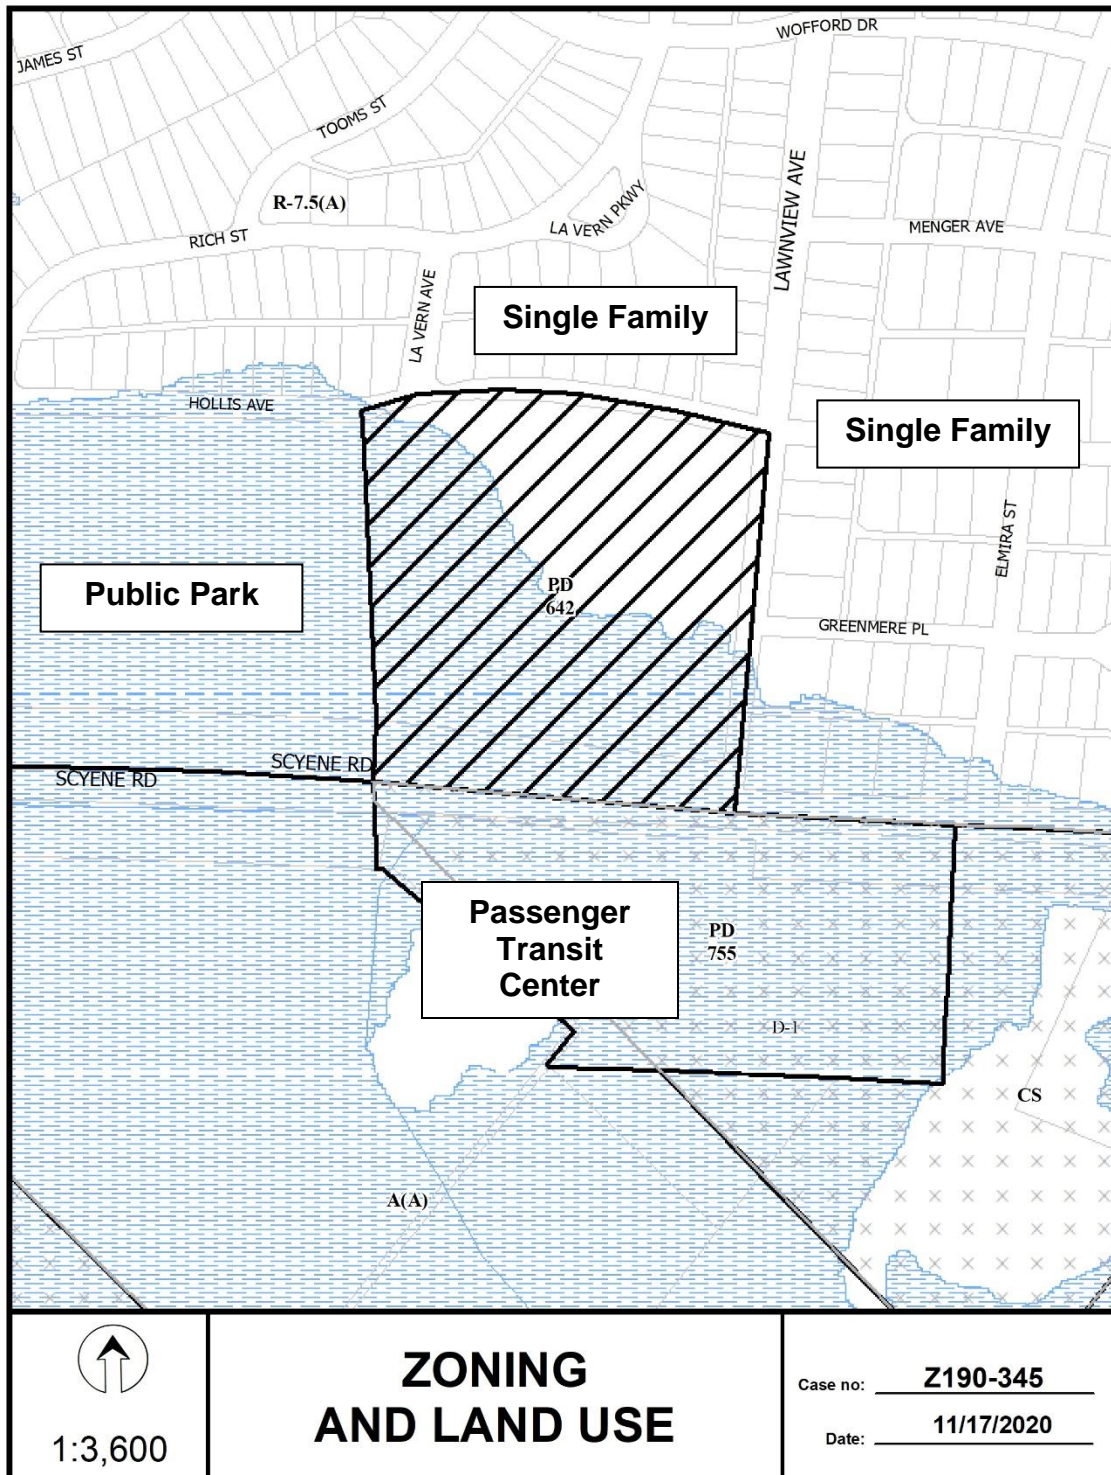 WOFFORD DR
JAMES ST
TOOMS ST
LAWNVIEW AVE
R-7.5(A)
LA VERN PKWY
MENGER AVE
RICH ST
LA VERN AVE
Single Family
HOLLIS AVE
Single Family
ELMIRA ST
Public Park
PD
642
GREENMERE PL
SCYENE RD
SCYENE RD
Passenger
Transit
Center
PD
755
D-1
CS
A(A)
1:3,600
ZONING
AND LAND USE
Case no: Z190-345
Date: 11/17/2020